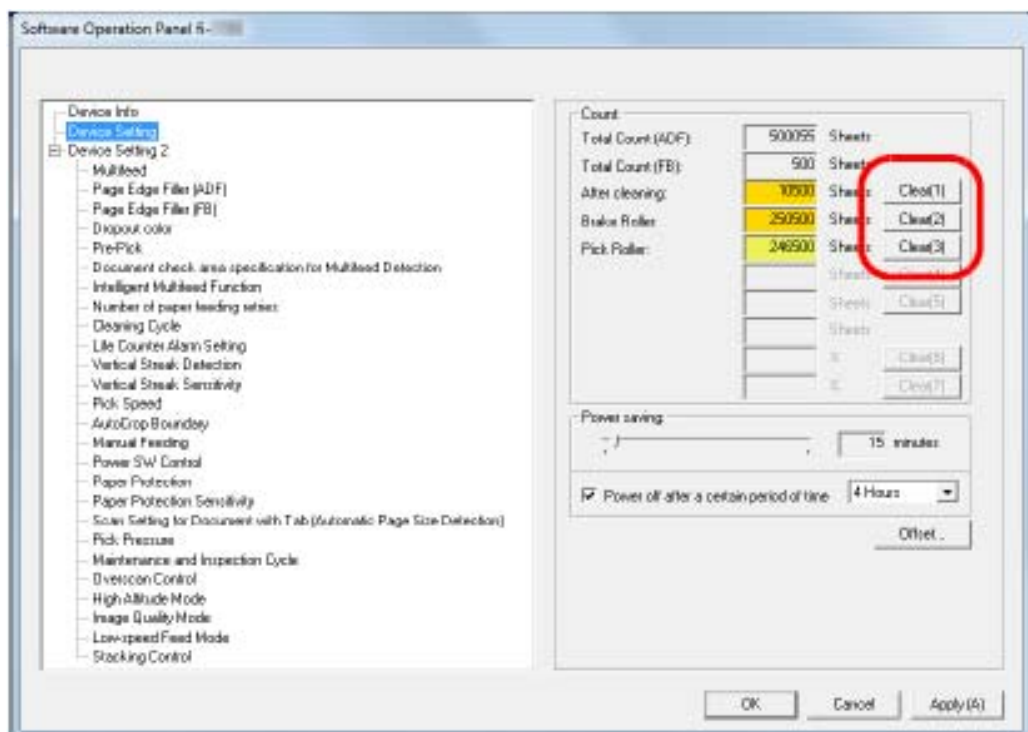 Software Operation Panel fi-
Device Info
Device Setting
Device Setting 2
Multifeed
Page Edge Filler (ADF)
Page Edge Filler (FB)
Dropout color
Pre-Pick
Document check area specification for Multifeed Detection
Intelligent Multifeed Function
Number of paper feeding retries
Cleaning Cycle
Life Counter Alarm Setting
Vertical Streak Detection
Vertical Streak Sensitivity
Pick Speed
AutoCrop Boundary
Manual Feeding
Power SW Control
Paper Protection
Paper Protection Sensitivity
Scan Setting for Document with Tab (Automatic Page Size Detection)
Pick Pressure
Maintenance and Inspection Cycle
Overscan Control
High Altitude Mode
Image Quality Mode
Low-speed Feed Mode
Stacking Control
Count
Total Count (ADF): 500055 Sheets
Total Count (FB): 500 Sheets
After cleaning: 10500 Sheets Clear(1)
Brake Roller 250500 Sheets Clear(2)
Pick Roller: 246500 Sheets Clear(3)
Sheets Clear(4)
Sheets Clear(5)
Sheets
% Clear(6)
% Clear(7)
Power saving
15 minutes
Power off after a certain period of time 4 Hours
Offset...
OK Cancel Apply (A)